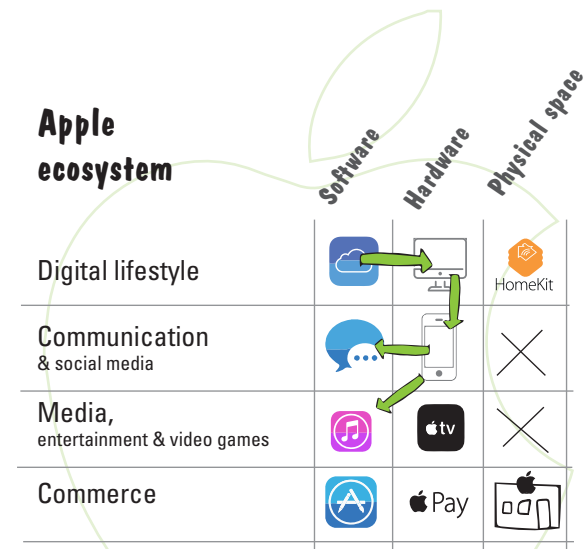 Apple
ecosystem
Software
Hardware
Physical space
Digital lifestyle
HomeKit
Communication
& social media
Media,
entertainment & video games
tv
Commerce
Pay